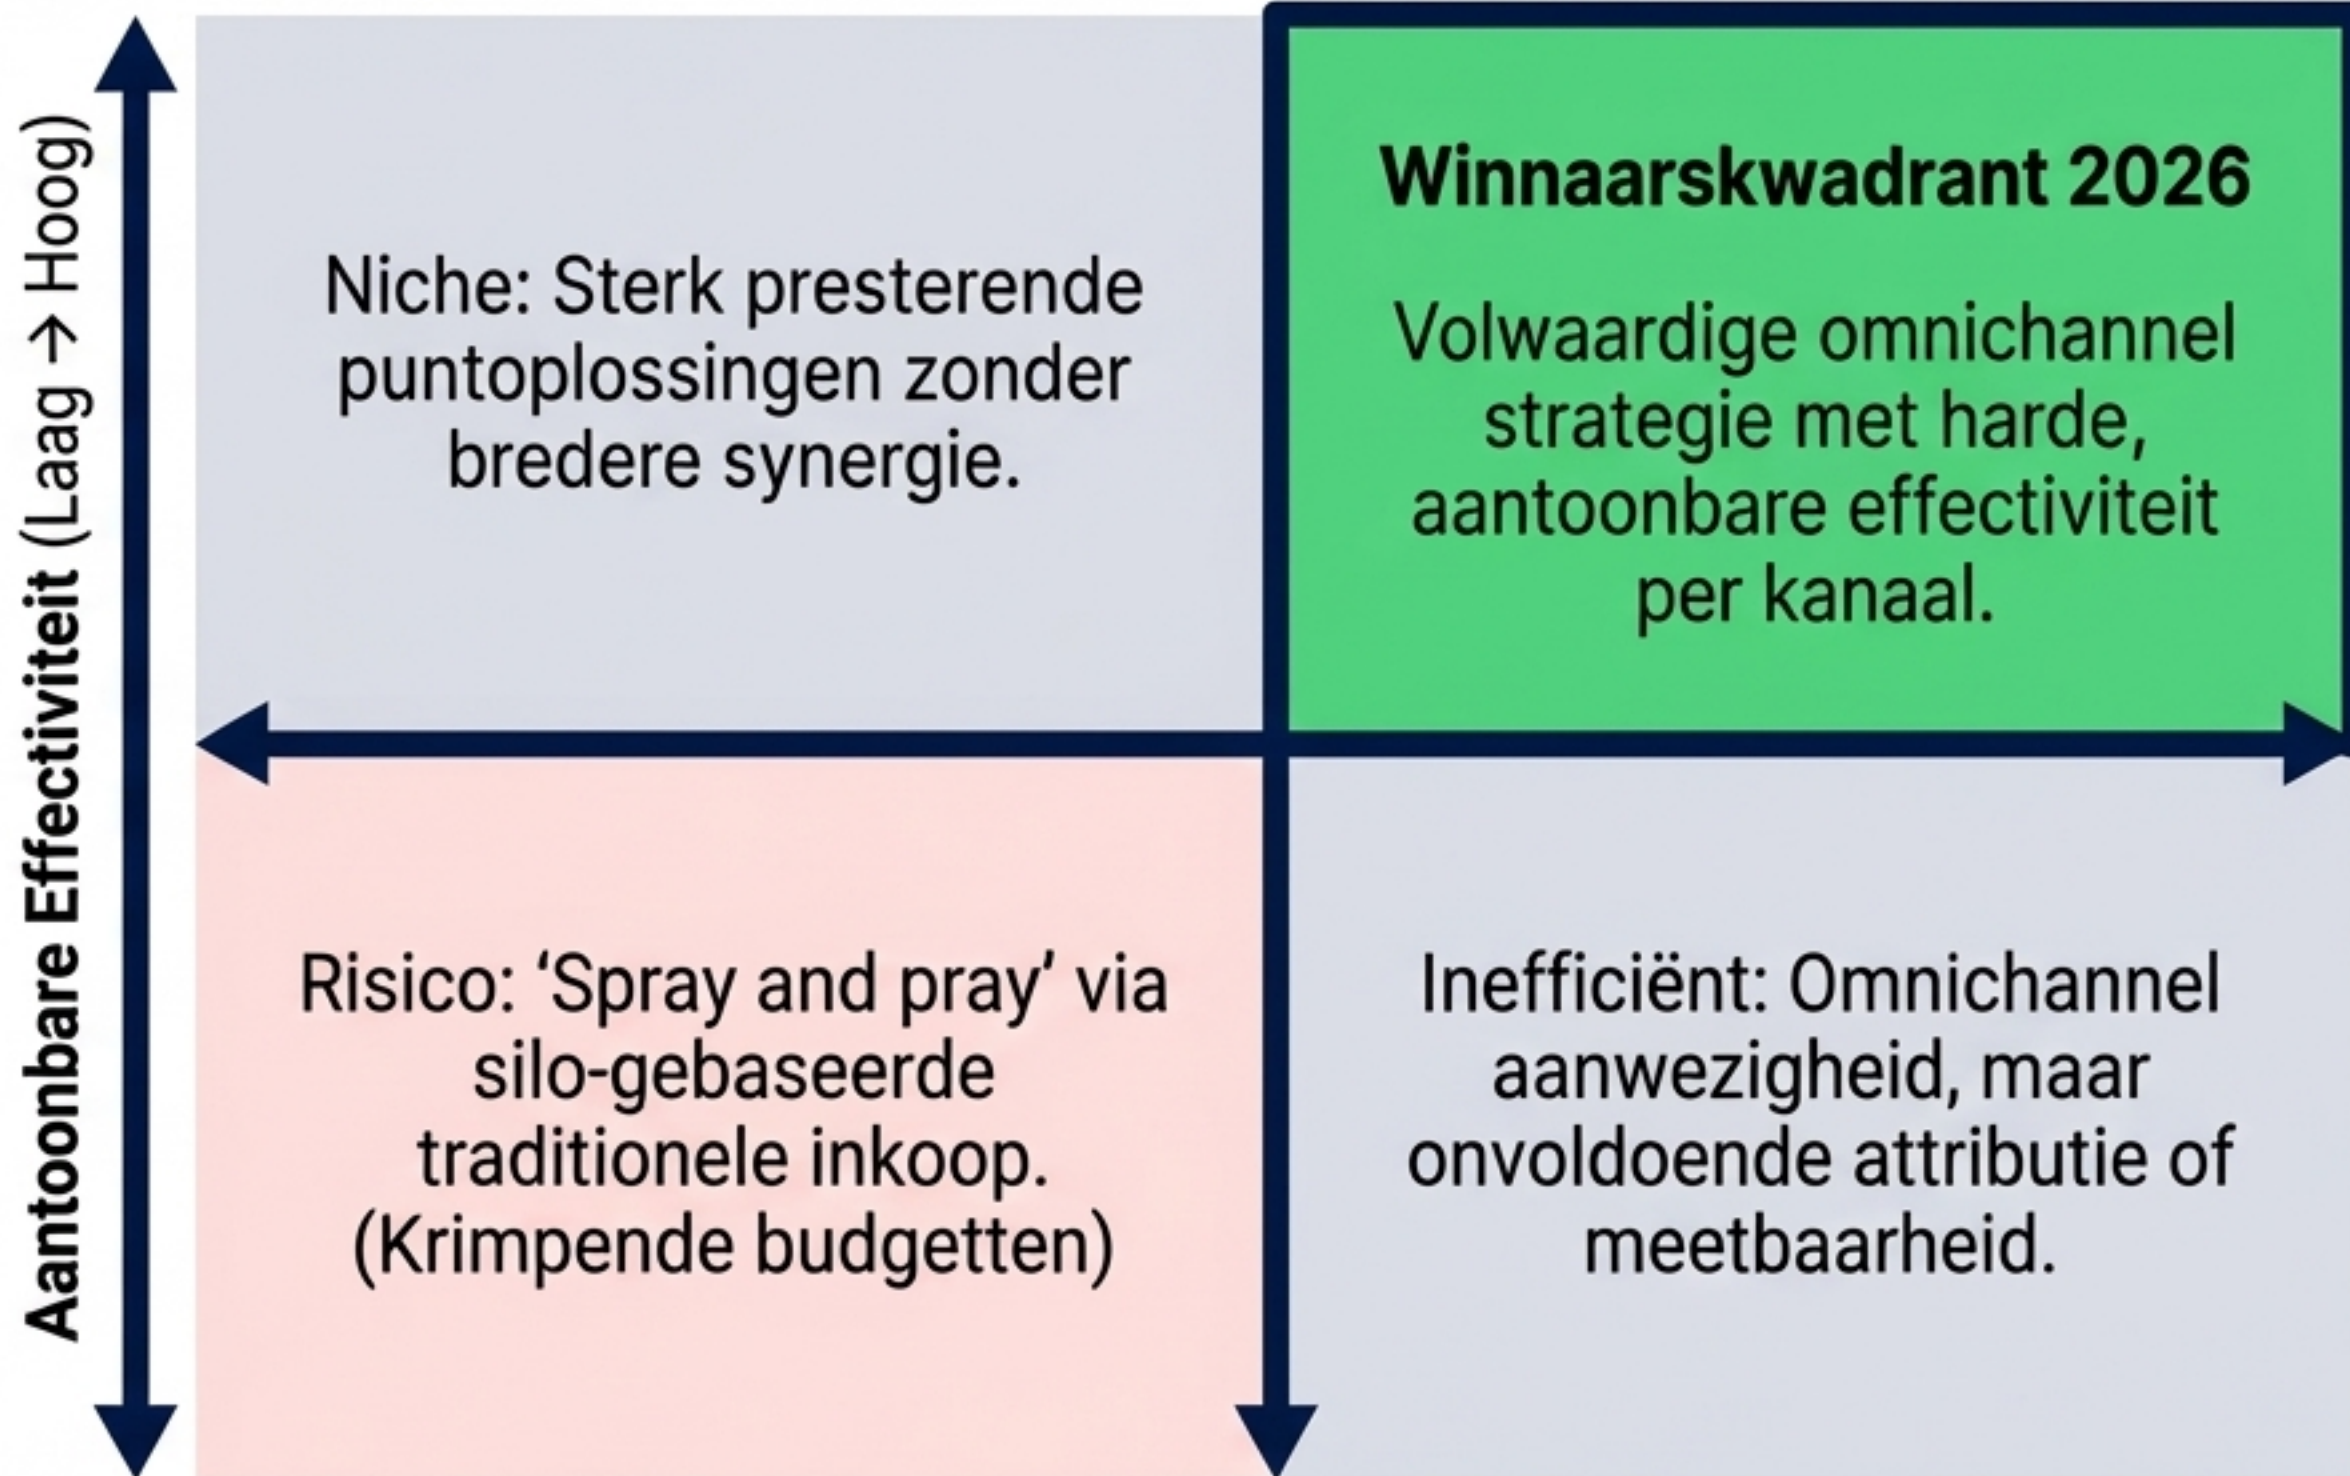 Aantoonbare Effectiviteit (Laag → Hoog)
Niche: Sterk presterende
puntoplossingen zonder
bredere synergie.
Winnaarskwadrant 2026
Volwaardige omnichannel
strategie met harde,
aantoonbare effectiviteit
per kanaal.
Risico: ‘Spray and pray’ via
silo-gebaseerde
traditionele inkoop.
(Krimpende budgetten)
Inefficiënt: Omnichannel
aanwezigheid, maar
onvoldoende attributie of
meetbaarheid.